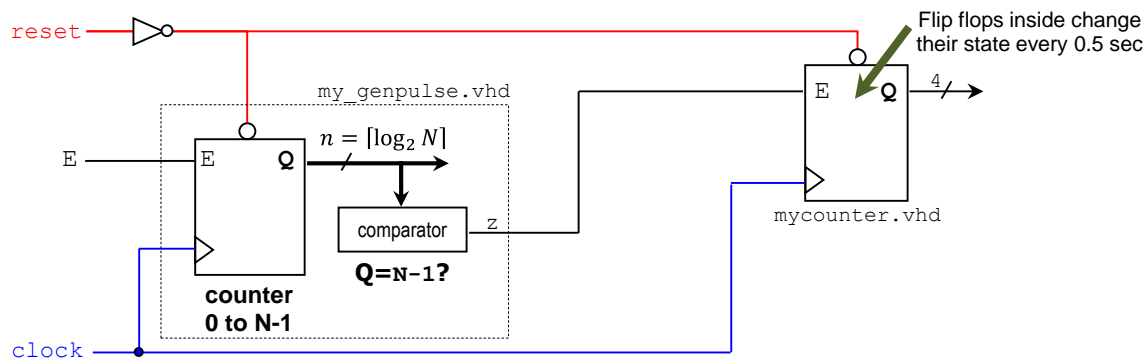 reset
Flip flops inside change
their state every 0.5 sec
my_genpulse.vhd
E
E
Q
n = ⌈log₂ N⌉
E
Q
4
comparator
z
Q=N-1?
mycounter.vhd
counter
0 to N-1
clock